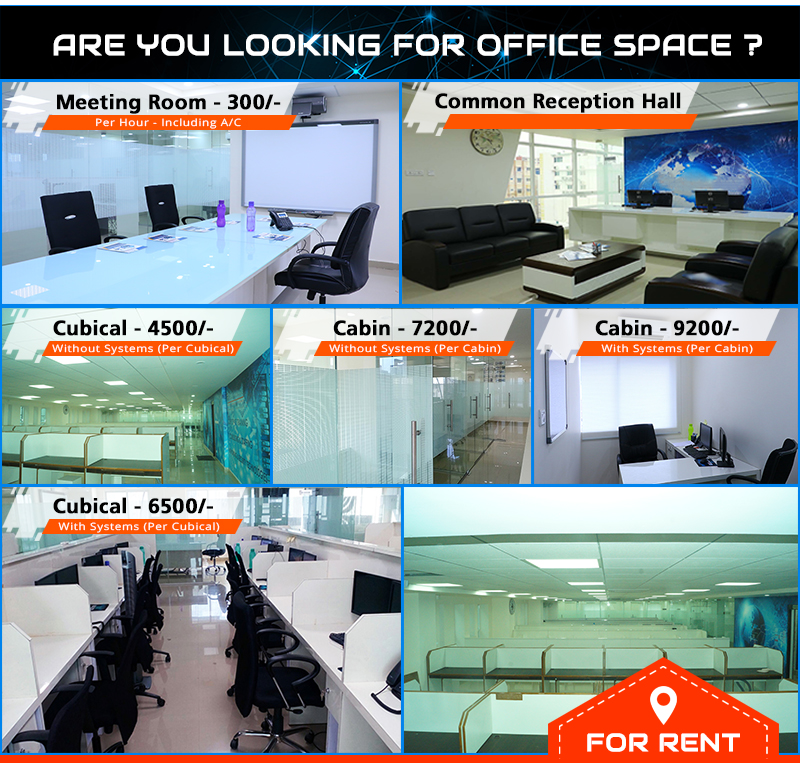 ARE YOU LOOKING FOR OFFICE SPACE ?
Meeting Room - 300/-
Per Hour - Including A/C
Common Reception Hall
Cubical - 4500/-
Without Systems (Per Cubical)
Cabin - 7200/-
Without Systems (Per Cabin)
Cabin - 9200/-
With Systems (Per Cabin)
Cubical - 6500/-
With Systems (Per Cubical)
FOR RENT